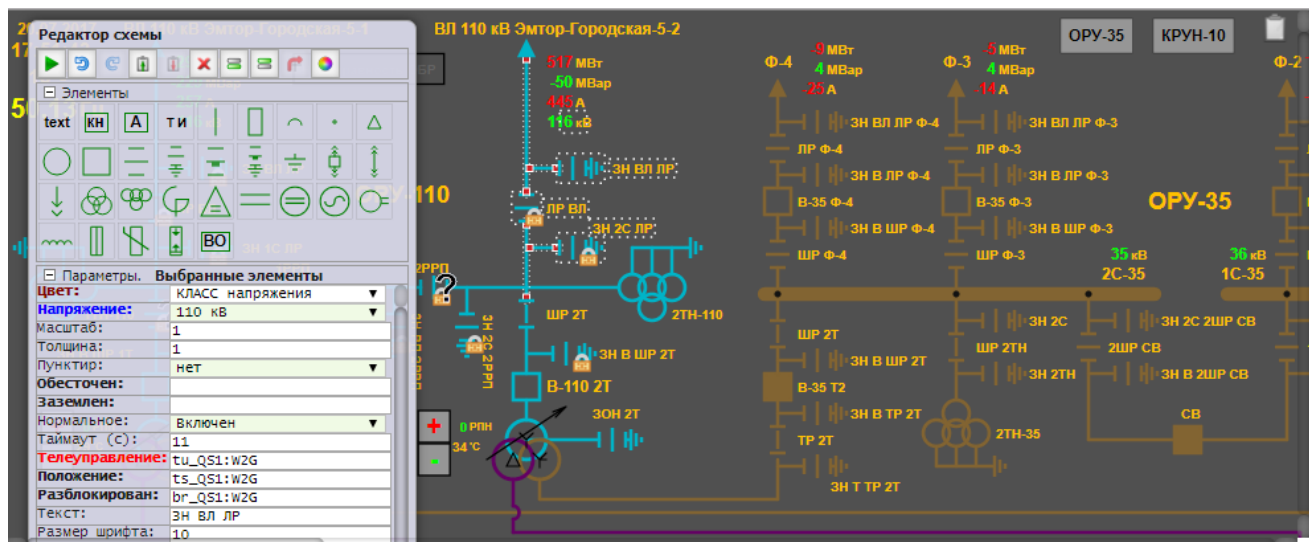 Редактор схемы
Элементы
text КН А ТИ
ВО
Параметры. Выбранные элементы
Цвет: КЛАСС напряжения
Напряжение: 110 кВ
Масштаб: 1
Толщина: 1
Пунктир: нет
Обесточен:
Заземлен:
Нормальное: Включен
Таймаут (с): 11
Телеуправление: tu_QS1:W2G
Положение: ts_QS1:W2G
Разблокирован: br_QS1:W2G
Текст: ЗН ВЛ ЛР
Размер шрифта: 10
ВЛ 110 кВ Эмтор-Городская-5-2
517 МВт
-50 МВар
445 А
116 кВ
ЗН ВЛ ЛР
ЛР ВЛ
ЗН 2С ЛР
110
2РРП
?
ЗН 2С 2РРП
ШР 2Т
2ТН-110
ЗН В ШР 2Т
В-110 2Т
ЗОН 2Т
+
0 РПН
34 °С
-
Ф-4
-9 МВт
4 МВар
-25 А
ЗН ВЛ ЛР Ф-4
ЛР Ф-4
ЗН В ЛР Ф-4
В-35 Ф-4
ЗН В ШР Ф-4
ШР Ф-4
Ф-3
-5 МВт
4 МВар
-14 А
ЗН ВЛ ЛР Ф-3
ЛР Ф-3
ЗН В ЛР Ф-3
В-35 Ф-3
ЗН В ШР Ф-3
ШР Ф-3
ОРУ-35
КРУН-10
Ф-2
ОРУ-35
35 кВ
2С-35
36 кВ
1С-35
ШР 2Т
ЗН В ШР 2Т
В-35 Т2
ЗН В ТР 2Т
ТР 2Т
ЗН Т ТР 2Т
ЗН 2С
ШР 2ТН
ЗН 2ТН
2ТН-35
ЗН 2С 2ШР СВ
2ШР СВ
ЗН В 2ШР СВ
СВ